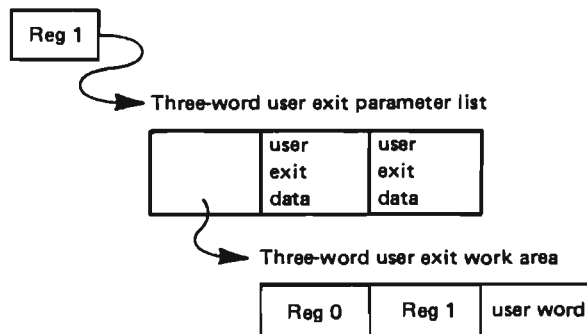 Reg 1
Three-word user exit parameter list
user user
exit exit
data data
Three-word user exit work area
Reg 0 Reg 1 user word